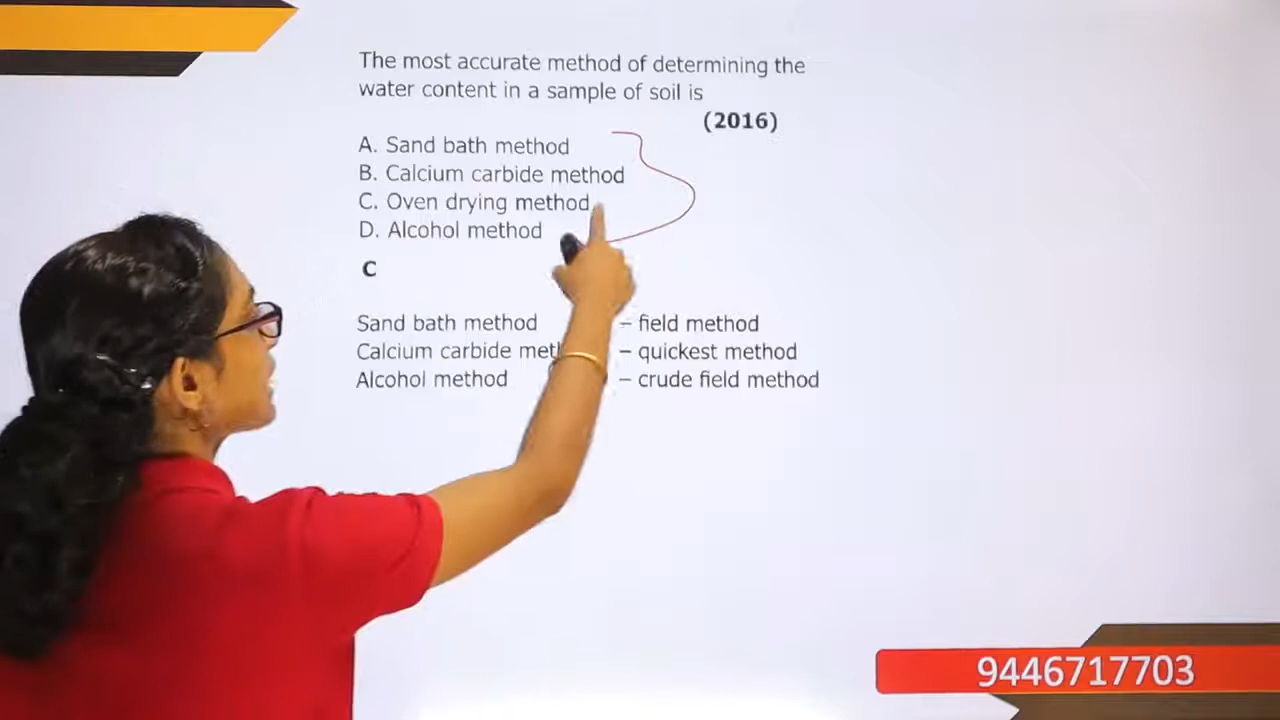 The most accurate method of determining the
water content in a sample of soil is
(2016)
A. Sand bath method
B. Calcium carbide method
C. Oven drying method
D. Alcohol method
C
Sand bath method – field method
Calcium carbide – quickest method
Alcohol method – crude field method
9446717703